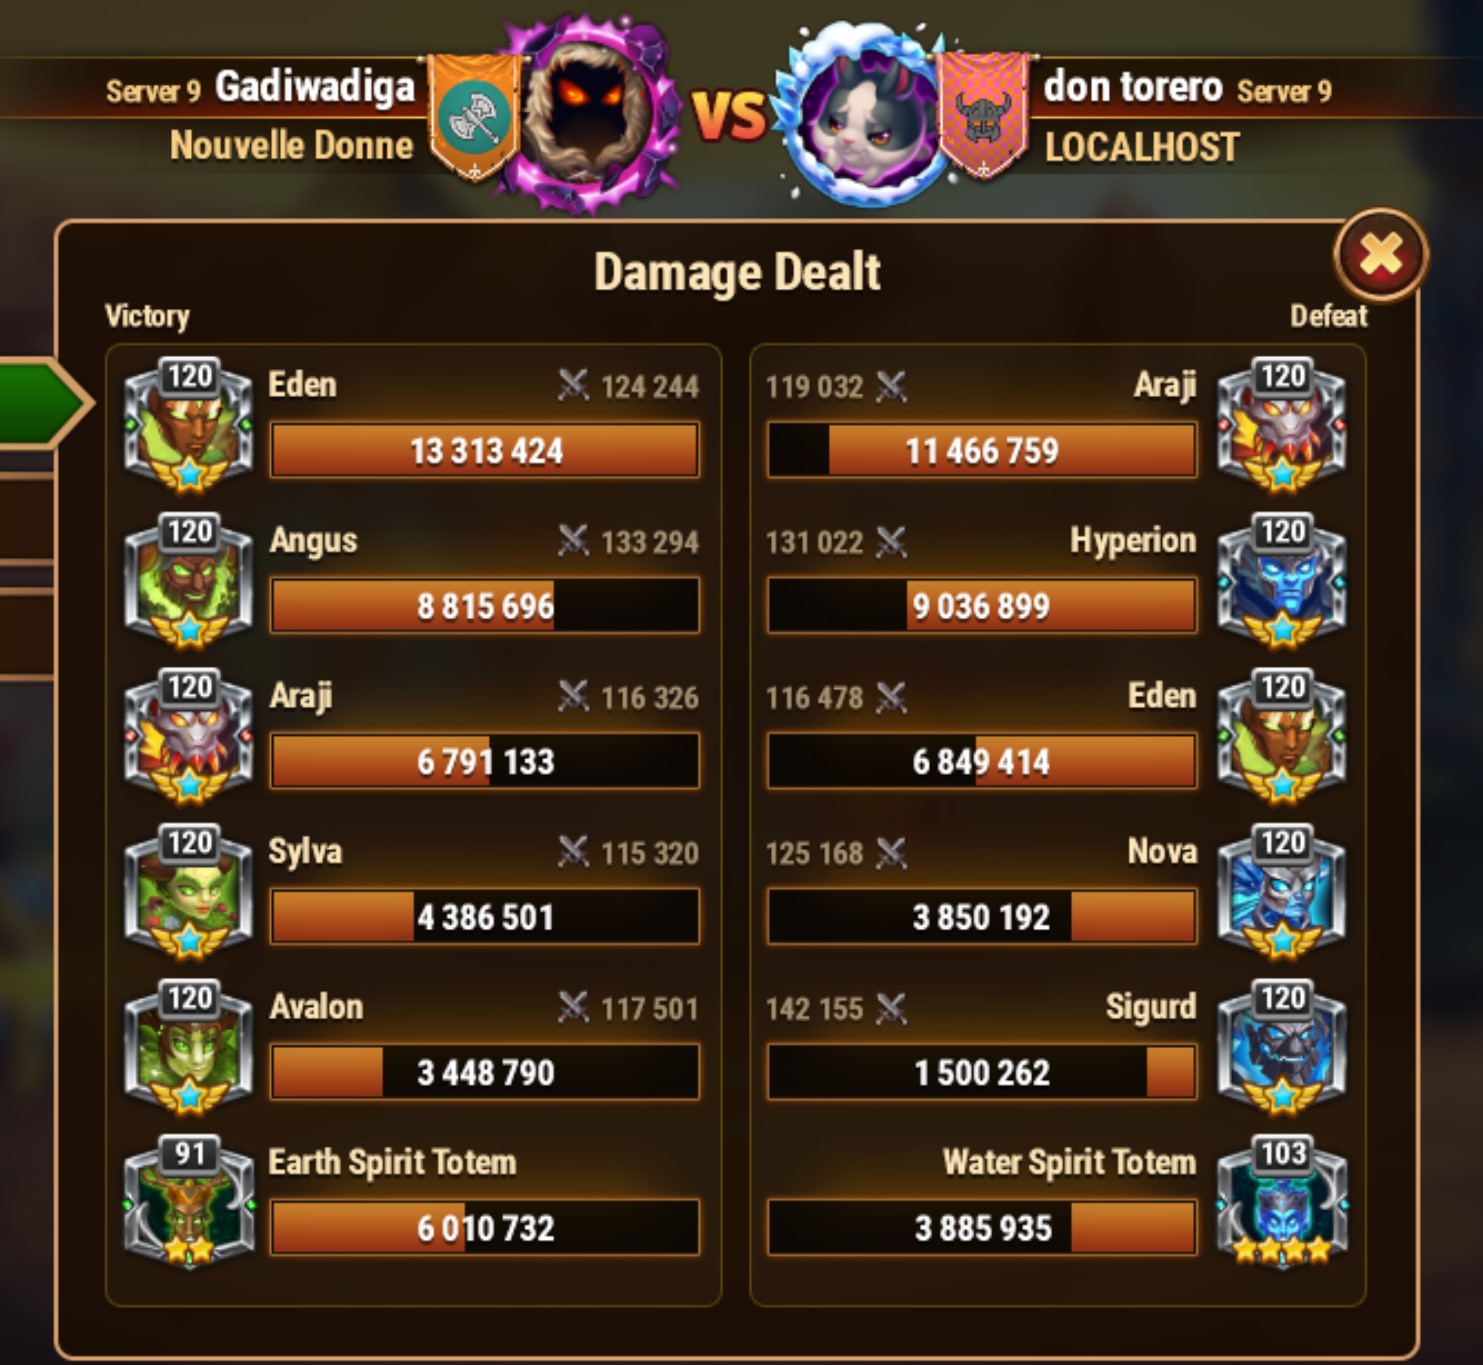 Server 9 Gadiwadiga VS don torero Server 9
Nouvelle Donne LOCALHOST
Damage Dealt
Victory Defeat
120 Eden 124 244
13 313 424
120 Angus 133 294
8 815 696
120 Araji 116 326
6 791 133
120 Sylva 115 320
4 386 501
120 Avalon 117 501
3 448 790
91 Earth Spirit Totem
6 010 732
119 032 Araji 120
11 466 759
131 022 Hyperion 120
9 036 899
116 478 Eden 120
6 849 414
125 168 Nova 120
3 850 192
142 155 Sigurd 120
1 500 262
Water Spirit Totem 103
3 885 935